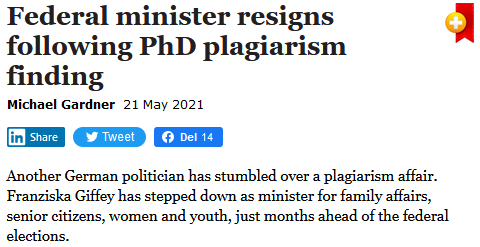 Federal minister resigns
following PhD plagiarism
finding
Michael Gardner 21 May 2021
in Share Tweet Del 14
Another German politician has stumbled over a plagiarism affair.
Franziska Giffey has stepped down as minister for family affairs,
senior citizens, women and youth, just months ahead of the federal
elections.